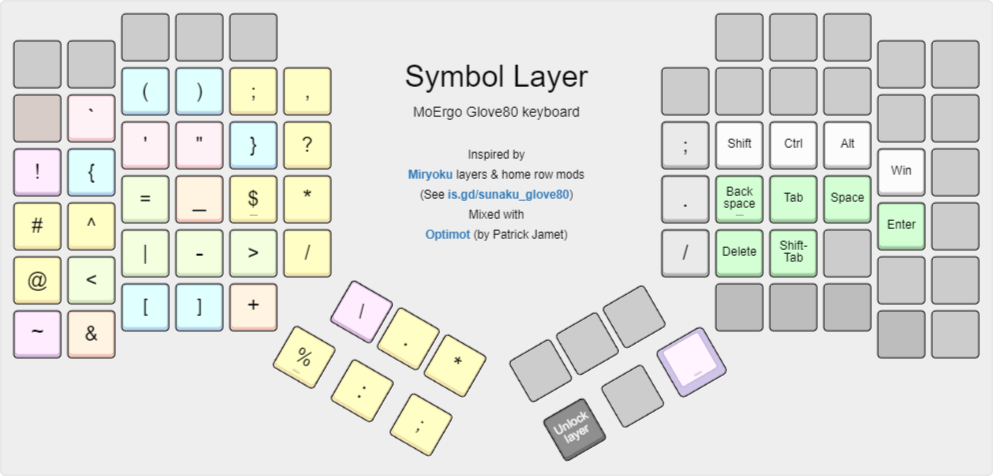 Symbol Layer
MoErgo Glove80 keyboard
Inspired by
Miryoku layers & home row mods
(See is.gd/sunaku_glove80)
Mixed with
Optimot (by Patrick Jamet)
( ) ; ,
`
' " } ?
! {
= _ $ *
# ^
| - > /
@ <
[ ] +
~ &
/ . *
% : ;
; Shift Ctrl Alt
Win
. Back space Tab Space
Enter
/ Delete Shift-Tab
Unlock
layer